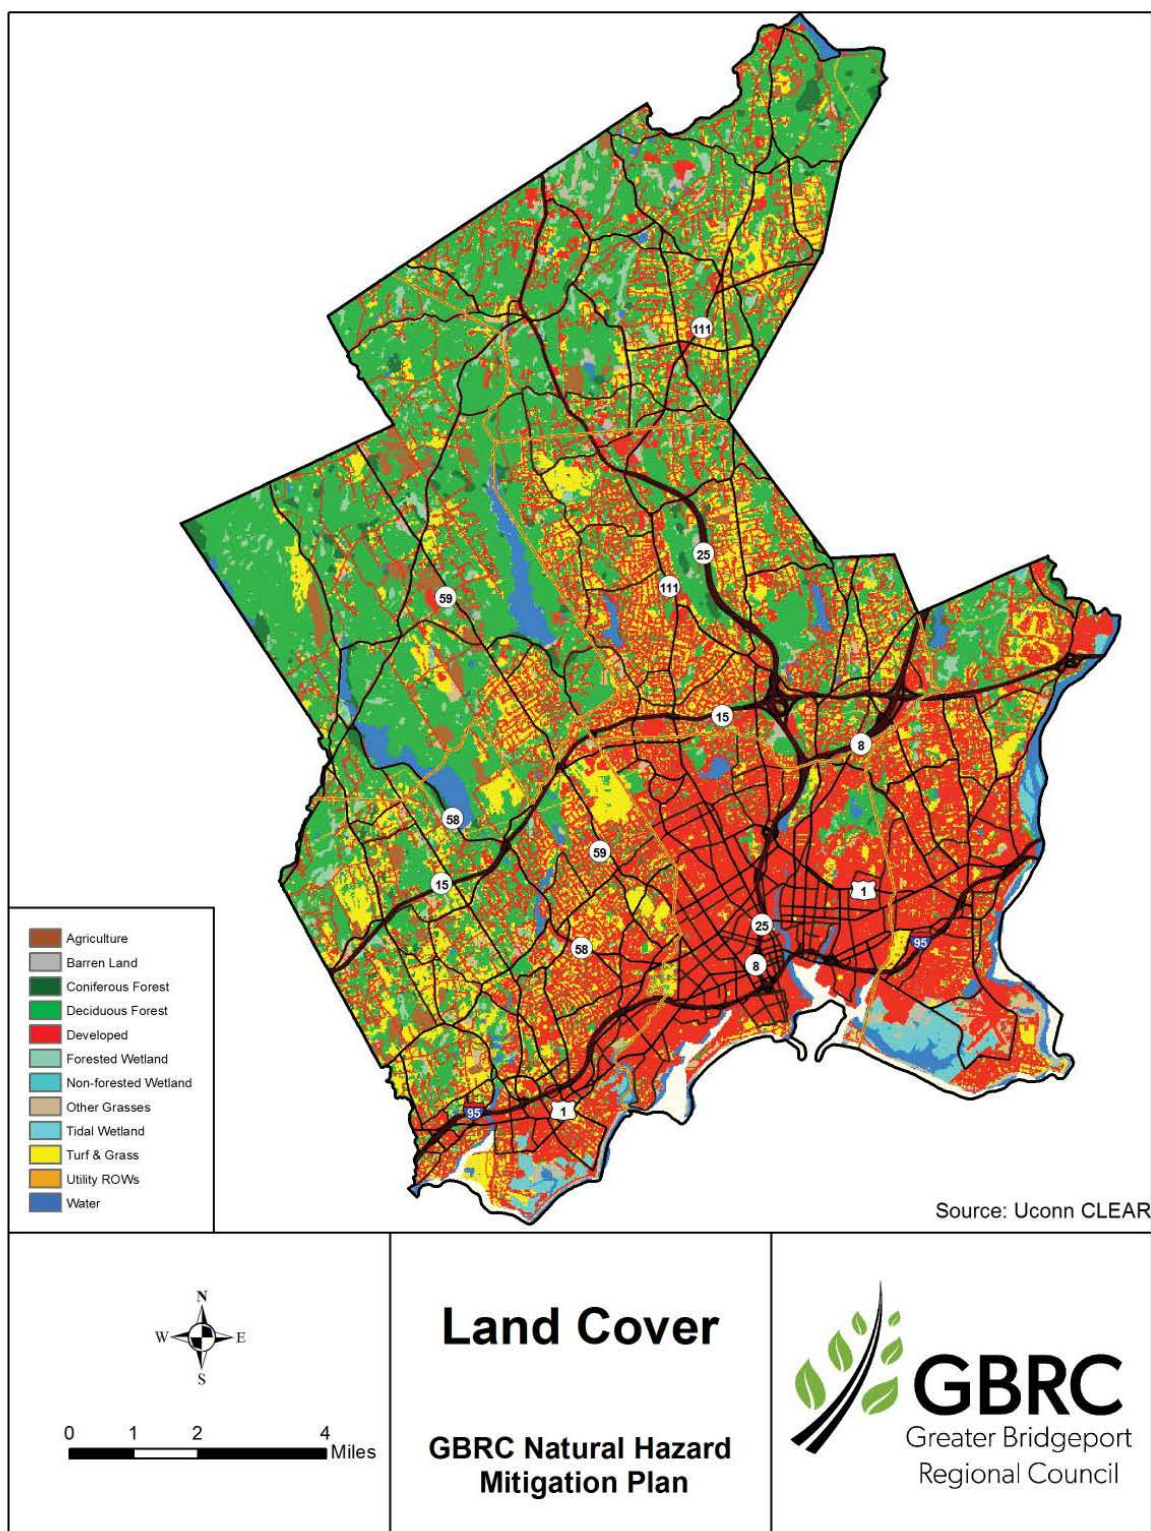 111
25
59
111
15
8
58
59
15
1
25
58
95
8
95
1
Agriculture
Barren Land
Coniferous Forest
Deciduous Forest
Developed
Forested Wetland
Non-forested Wetland
Other Grasses
Tidal Wetland
Turf & Grass
Utility ROWs
Water
Source: Uconn CLEAR
N
W E
S
0 1 2 4
Miles
Land Cover
GBRC Natural Hazard
Mitigation Plan
GBRC
Greater Bridgeport
Regional Council